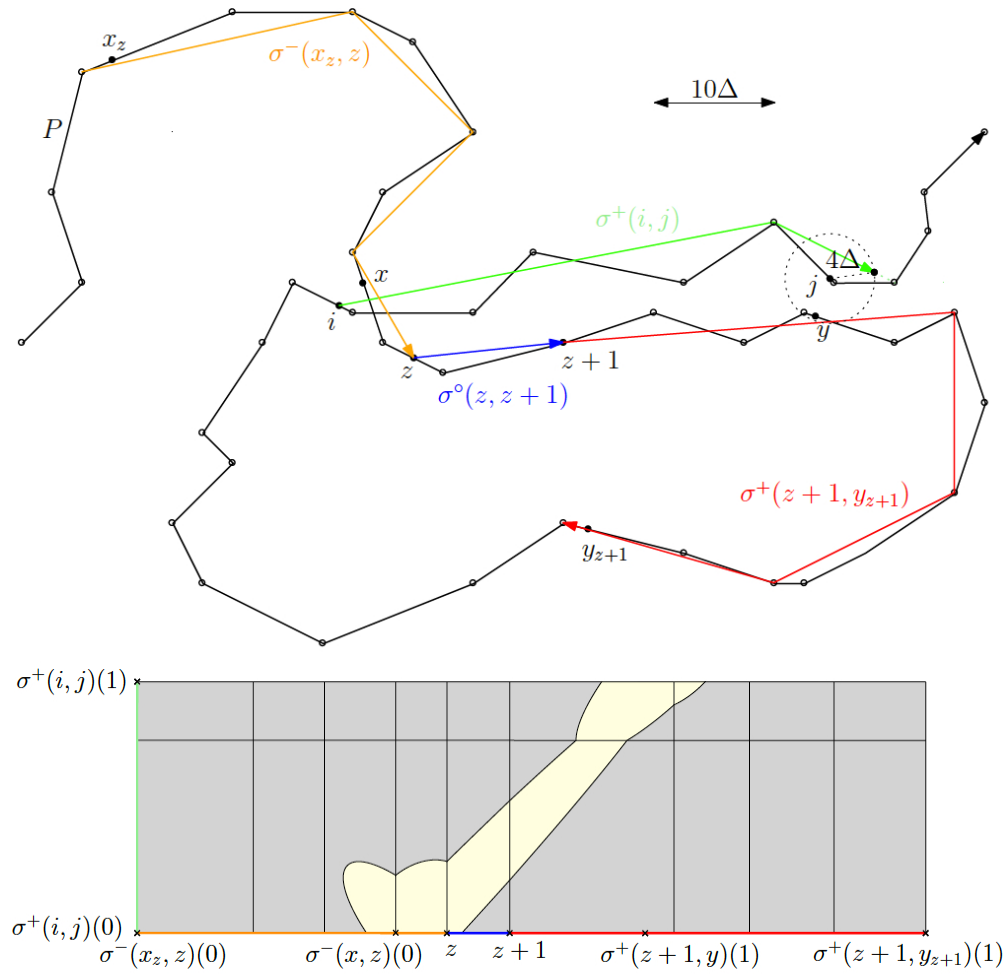 x_z
σ⁻(x_z, z)
10Δ
P
σ⁺(i, j)
4Δ
x
j
i
y
z
z + 1
σ°(z, z + 1)
σ⁺(z + 1, y_{z+1})
y_{z+1}
σ⁺(i, j)(1)
σ⁺(i, j)(0)
σ⁻(x_z, z)(0) σ⁻(x, z)(0) z z + 1 σ⁺(z + 1, y)(1) σ⁺(z + 1, y_{z+1})(1)